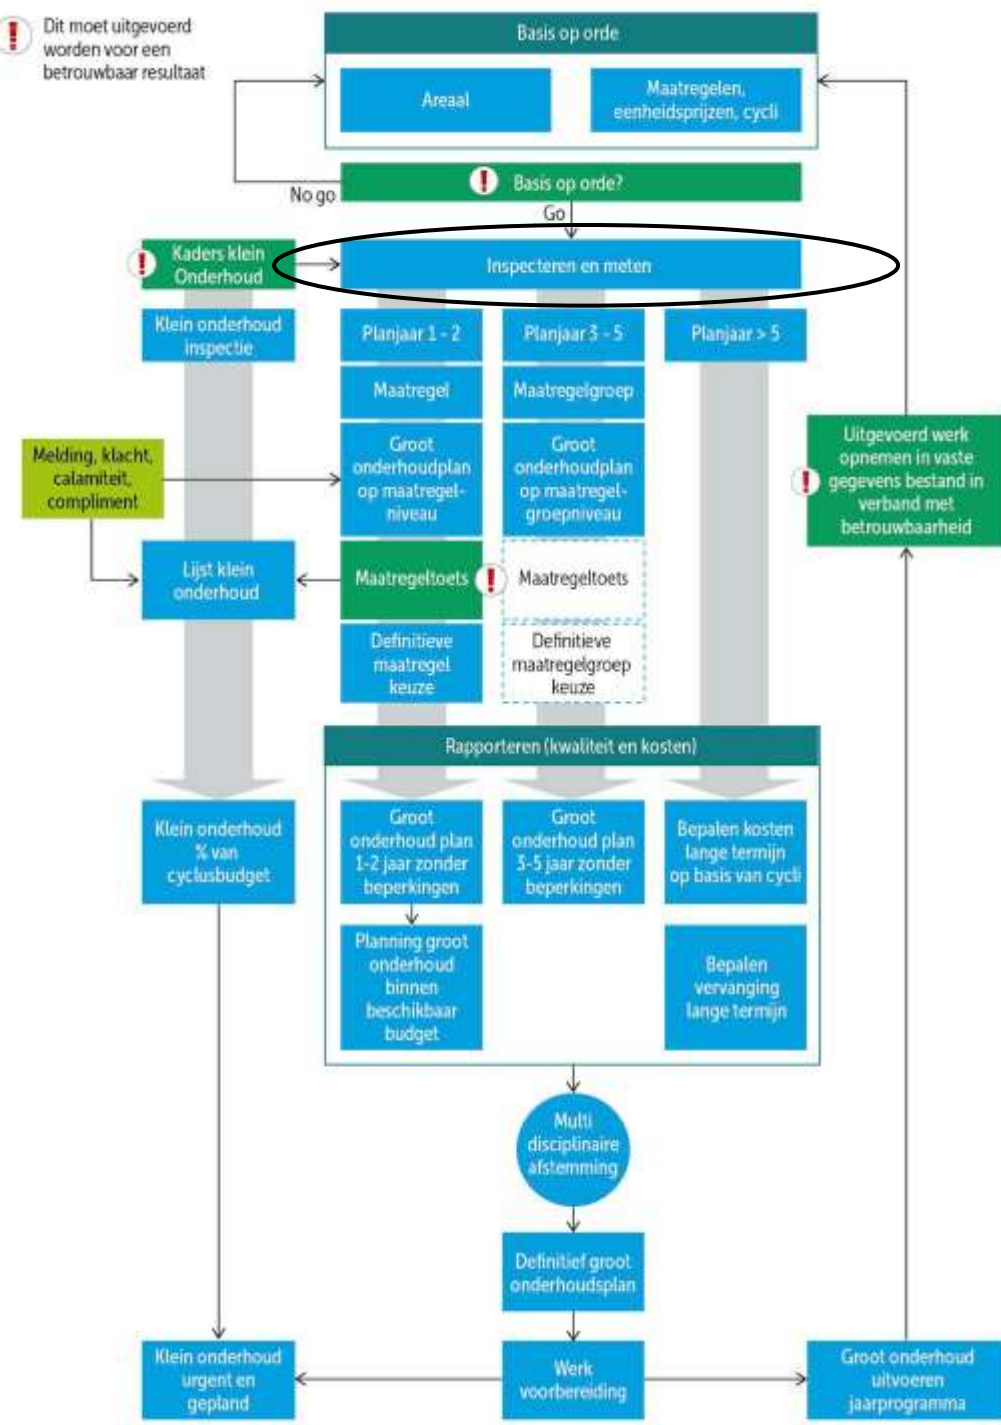 !
Dit moet uitgevoerd
worden voor een
betrouwbaar resultaat
Basis op orde
Areaal
Maatregelen,
eenheidsprijzen, cycli
! Basis op orde?
No go
Go
! Kaders klein
Onderhoud
Inspecteren en meten
Klein onderhoud
inspectie
Planjaar 1 - 2
Planjaar 3 - 5
Planjaar > 5
Maatregel
Maatregelgroep
Melding, klacht,
calamiteit,
compliment
Groot
onderhoudplan
op maatregel-
niveau
Groot
onderhoudplan
op maatregel-
groepniveau
!
Uitgevoerd werk
opnemen in vaste
gegevens bestand in
verband met
betrouwbaarheid
Lijst klein
onderhoud
Maatregeltoets
!
Maatregeltoets
Definitieve
maatregel
keuze
Definitieve
maatregelgroep
keuze
Rapporteren (kwaliteit en kosten)
Klein onderhoud
% van
cyclusbudget
Groot
onderhoud plan
1-2 jaar zonder
beperkingen
Groot
onderhoud plan
3-5 jaar zonder
beperkingen
Bepalen kosten
lange termijn
op basis van cycli
Planning groot
onderhoud
binnen
beschikbaar
budget
Bepalen
vervanging
lange termijn
Multi
disciplinaire
afstemming
Definitief groot
onderhoudsplan
Klein onderhoud
urgent en
gepland
Werk
voorbereiding
Groot onderhoud
uitvoeren
jaarprogramma